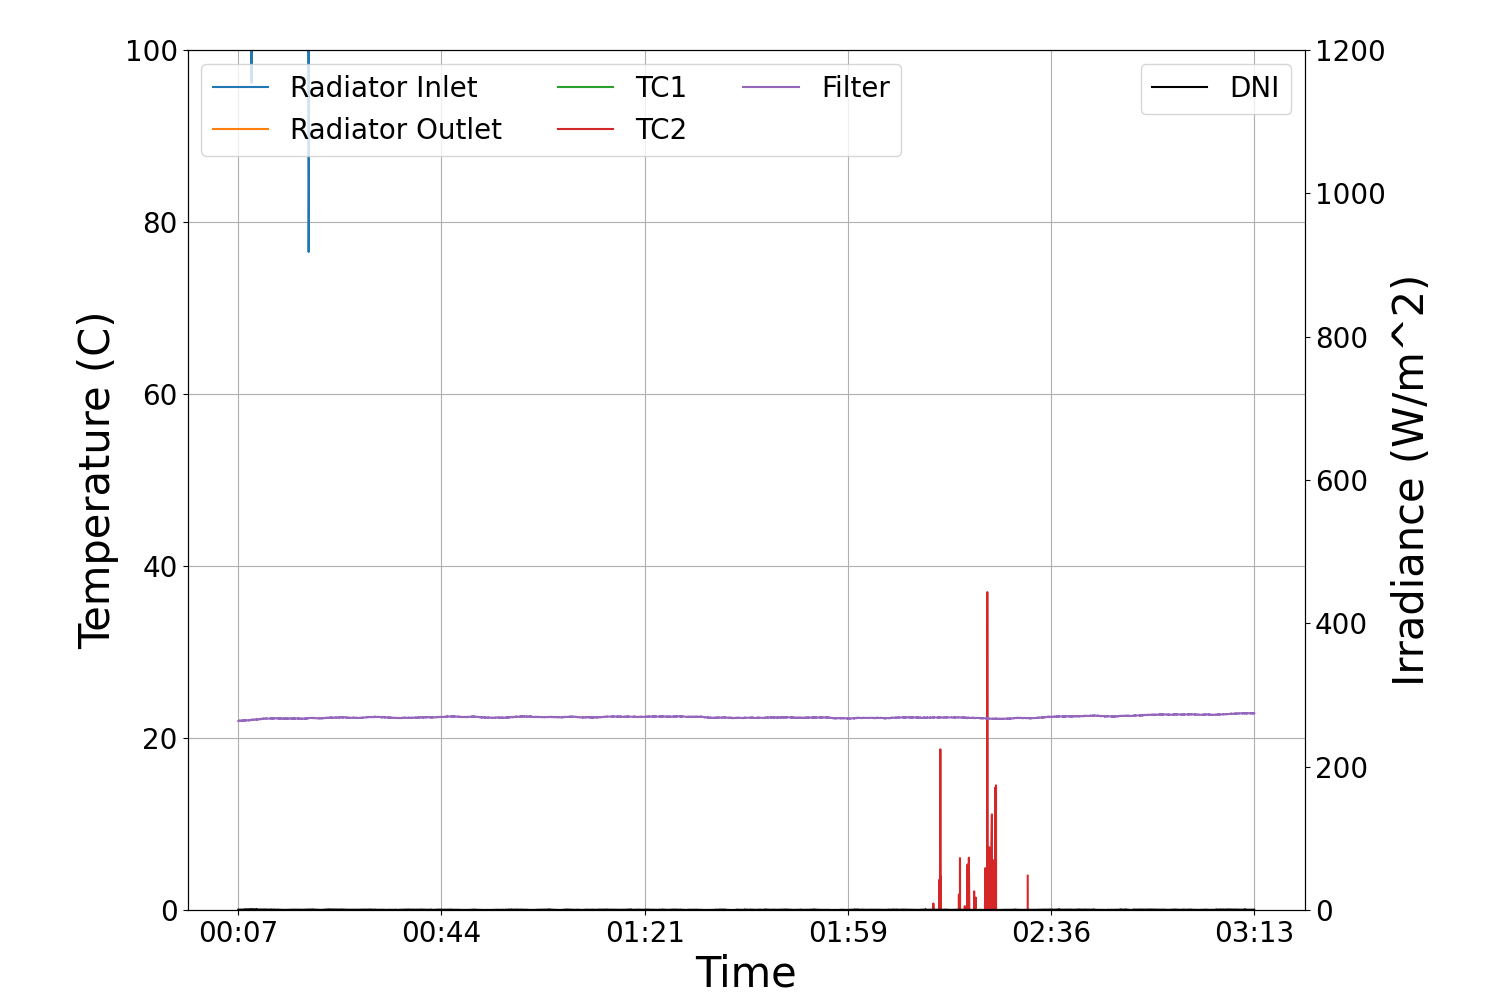 100
80
60
40
20
0
Temperature (C)
Radiator Inlet
Radiator Outlet
TC1
TC2
Filter
DNI
1200
1000
800
600
400
200
0
Irradiance (W/m^2)
00:07 00:44 01:21 01:59 02:36 03:13
Time